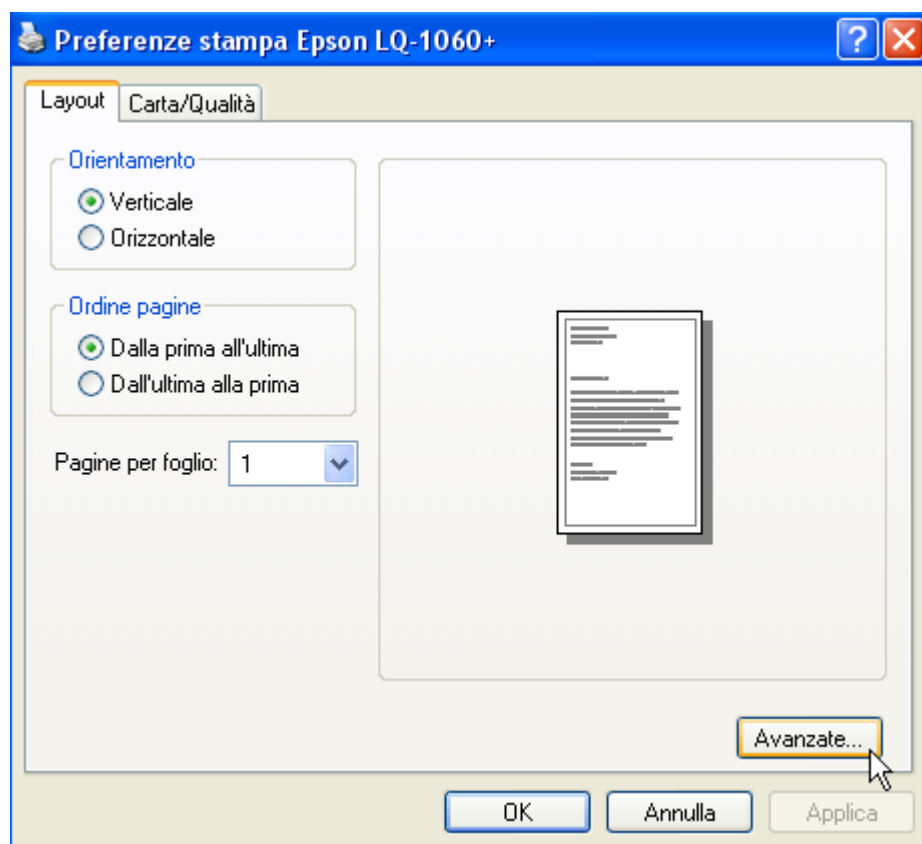 Preferenze stampa Epson LQ-1060+
Layout
Carta/Qualità
Orientamento
Verticale
Orizzontale
Ordine pagine
Dalla prima all'ultima
Dall'ultima alla prima
Pagine per foglio: 1
Avanzate...
OK Annulla Applica